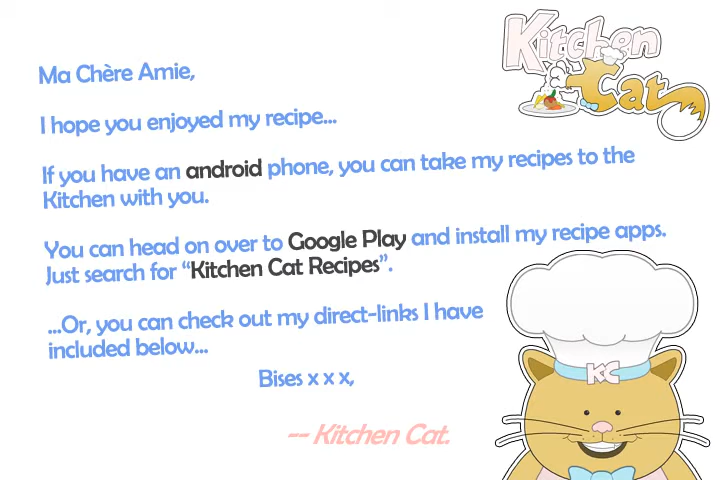 Kitchen
Cat
Ma Chère Amie,
I hope you enjoyed my recipe...
If you have an android phone, you can take my recipes to the
Kitchen with you.
You can head on over to Google Play and install my recipe apps.
Just search for “Kitchen Cat Recipes”.
...Or, you can check out my direct-links I have
included below...
Bises x x x,
-- Kitchen Cat.
KC